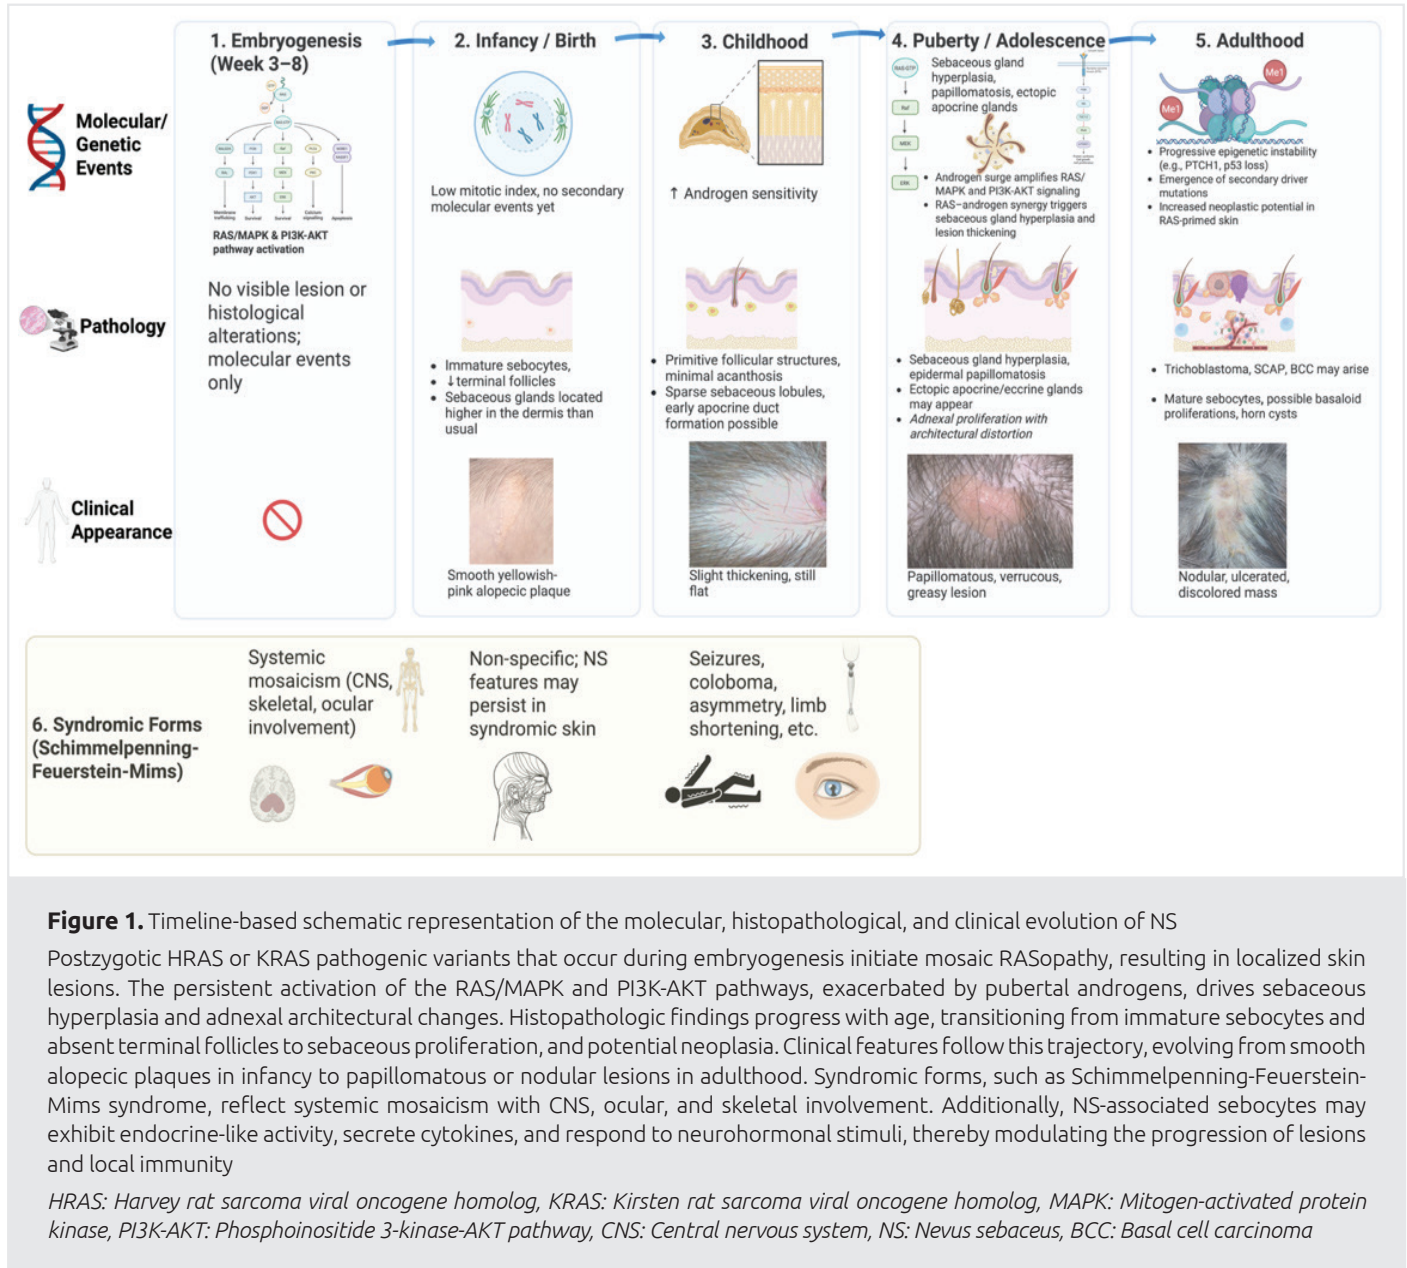 1. Embryogenesis
(Week 3–8)
2. Infancy / Birth
3. Childhood
4. Puberty / Adolescence
5. Adulthood
Molecular/
Genetic
Events
RAS/MAPK & PI3K-AKT
pathway activation
Low mitotic index, no secondary
molecular events yet
↑ Androgen sensitivity
RAS-GTP
Raf
MEK
ERK
Sebaceous gland
hyperplasia,
papillomatosis, ectopic
apocrine glands
• Androgen surge amplifies RAS/
MAPK and PI3K-AKT signaling
• RAS–androgen synergy triggers
sebaceous gland hyperplasia and
lesion thickening
Me1
Me1
• Progressive epigenetic instability
(e.g., PTCH1, p53 loss)
• Emergence of secondary driver
mutations
• Increased neoplastic potential in
RAS-primed skin
Pathology
No visible lesion or
histological
alterations;
molecular events
only
• Immature sebocytes,
• ↓terminal follicles
• Sebaceous glands located
higher in the dermis than
usual
• Primitive follicular structures,
minimal acanthosis
• Sparse sebaceous lobules,
early apocrine duct
formation possible
• Sebaceous gland hyperplasia,
epidermal papillomatosis
• Ectopic apocrine/eccrine glands
may appear
• Adnexal proliferation with
architectural distortion
• Trichoblastoma, SCAP, BCC may arise
• Mature sebocytes, possible basaloid
proliferations, horn cysts
Clinical
Appearance
Smooth yellowish-
pink alopecic plaque
Slight thickening, still
flat
Papillomatous, verrucous,
greasy lesion
Nodular, ulcerated,
discolored mass
6. Syndromic Forms
(Schimmelpenning-
Feuerstein-Mims)
Systemic
mosaicism (CNS,
skeletal, ocular
involvement)
Non-specific; NS
features may
persist in
syndromic skin
Seizures,
coloboma,
asymmetry, limb
shortening, etc.
Figure 1. Timeline-based schematic representation of the molecular, histopathological, and clinical evolution of NS
Postzygotic HRAS or KRAS pathogenic variants that occur during embryogenesis initiate mosaic RASopathy, resulting in localized skin
lesions. The persistent activation of the RAS/MAPK and PI3K-AKT pathways, exacerbated by pubertal androgens, drives sebaceous
hyperplasia and adnexal architectural changes. Histopathologic findings progress with age, transitioning from immature sebocytes and
absent terminal follicles to sebaceous proliferation, and potential neoplasia. Clinical features follow this trajectory, evolving from smooth
alopecic plaques in infancy to papillomatous or nodular lesions in adulthood. Syndromic forms, such as Schimmelpenning-Feuerstein-
Mims syndrome, reflect systemic mosaicism with CNS, ocular, and skeletal involvement. Additionally, NS-associated sebocytes may
exhibit endocrine-like activity, secrete cytokines, and respond to neurohormonal stimuli, thereby modulating the progression of lesions
and local immunity
HRAS: Harvey rat sarcoma viral oncogene homolog, KRAS: Kirsten rat sarcoma viral oncogene homolog, MAPK: Mitogen-activated protein
kinase, PI3K-AKT: Phosphoinositide 3-kinase-AKT pathway, CNS: Central nervous system, NS: Nevus sebaceus, BCC: Basal cell carcinoma